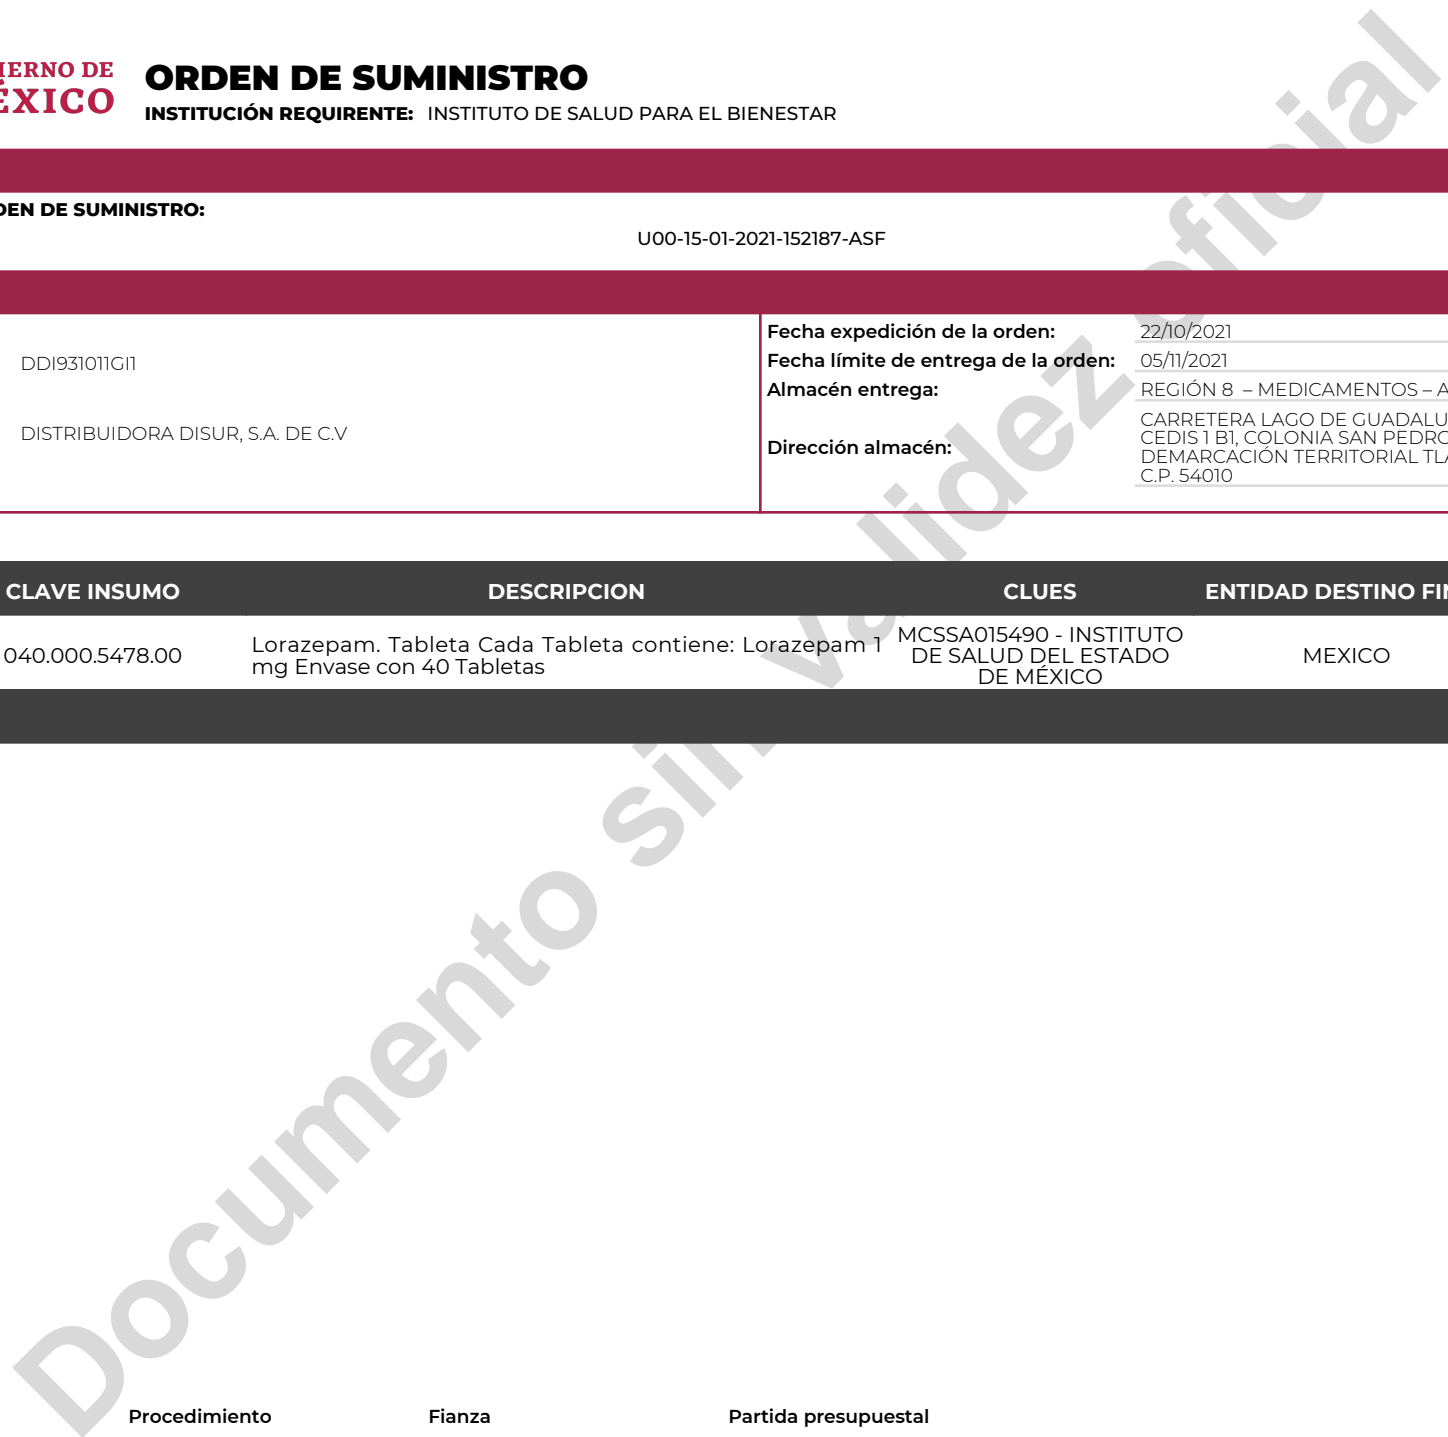 IERNO DE
ÉXICO
ORDEN DE SUMINISTRO
INSTITUCIÓN REQUIRENTE: INSTITUTO DE SALUD PARA EL BIENESTAR
DEN DE SUMINISTRO:
U00-15-01-2021-152187-ASF
DDI931011GI1
DISTRIBUIDORA DISUR, S.A. DE C.V
Fecha expedición de la orden: 22/10/2021
Fecha límite de entrega de la orden: 05/11/2021
Almacén entrega: REGIÓN 8 – MEDICAMENTOS – A
Dirección almacén:
CARRETERA LAGO DE GUADALU
CEDIS 1 B1, COLONIA SAN PEDRO
DEMARCACIÓN TERRITORIAL TLA
C.P. 54010
CLAVE INSUMO DESCRIPCION CLUES ENTIDAD DESTINO FIN
040.000.5478.00
Lorazepam. Tableta Cada Tableta contiene: Lorazepam 1
mg Envase con 40 Tabletas
MCSSA015490 - INSTITUTO
DE SALUD DEL ESTADO
DE MÉXICO
MEXICO
Documento sin validez oficial
Procedimiento Fianza Partida presupuestal